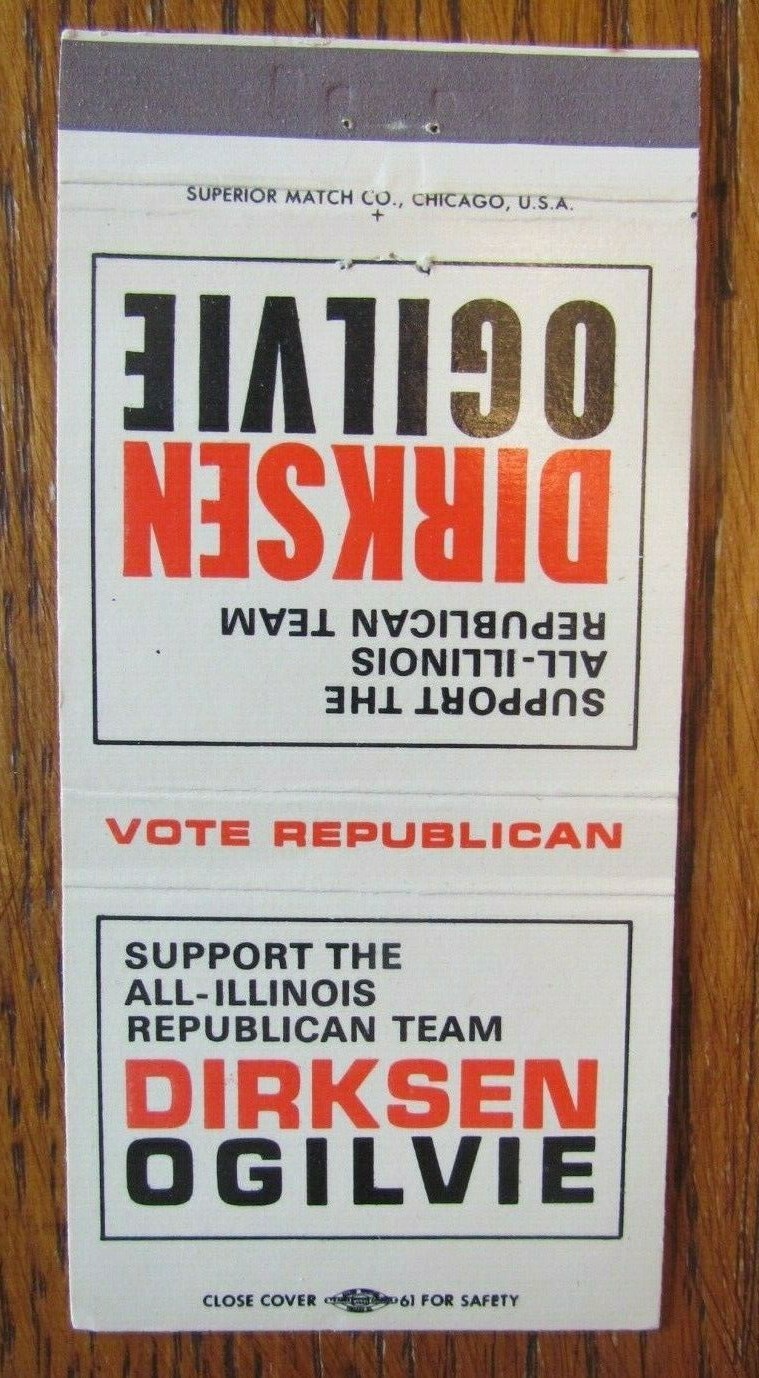 SUPERIOR MATCH CO., CHICAGO, U.S.A.
SUPPORT THE
ALL-ILLINOIS
REPUBLICAN TEAM
DIRKSEN
OGILVIE
VOTE REPUBLICAN
SUPPORT THE
ALL-ILLINOIS
REPUBLICAN TEAM
DIRKSEN
OGILVIE
CLOSE COVER 61 FOR SAFETY